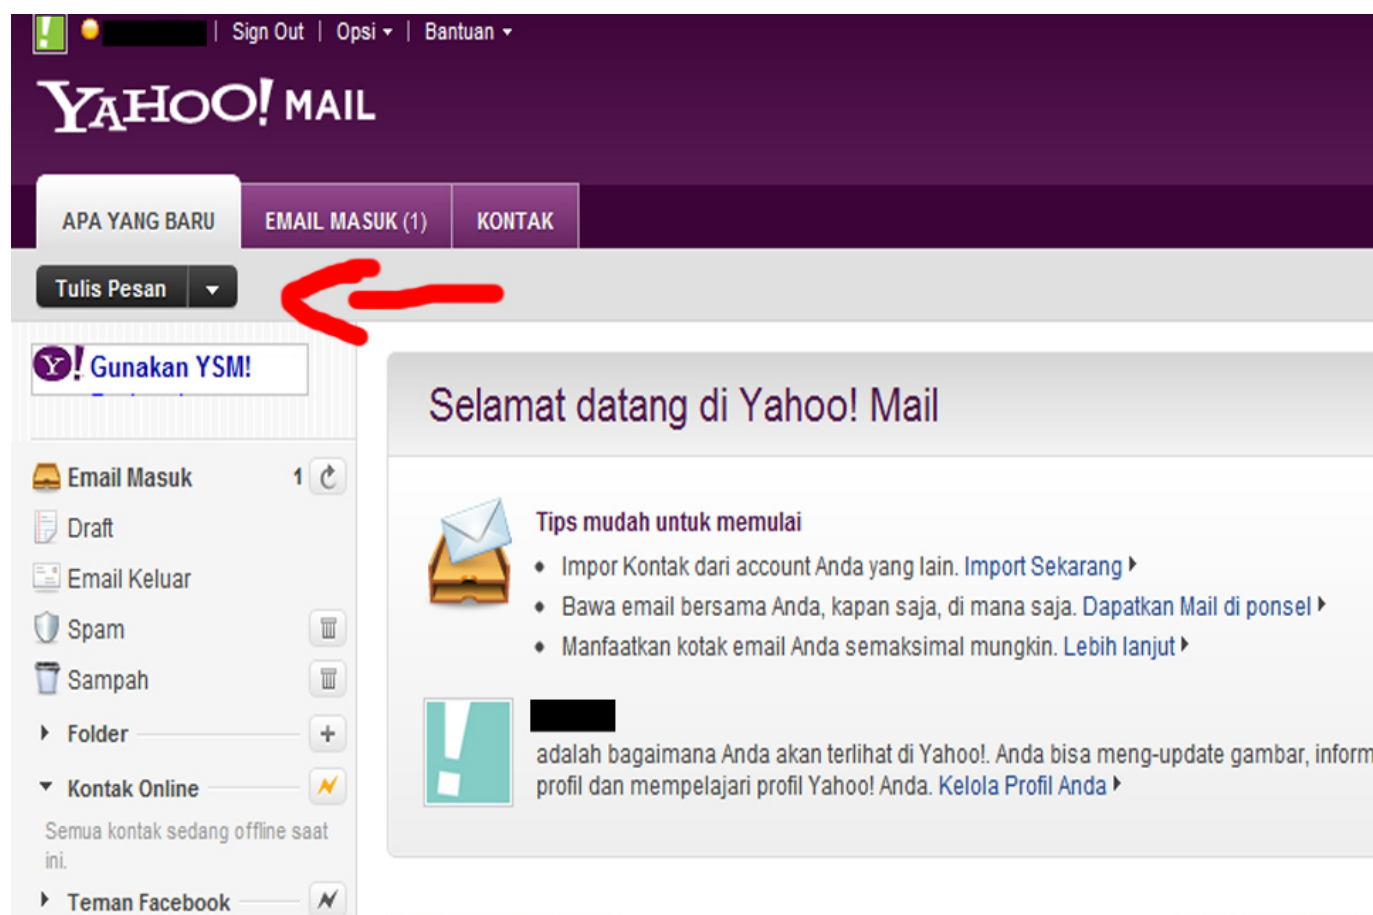 Sign Out | Opsi | Bantuan
YAHOO! MAIL
APA YANG BARU
EMAIL MASUK (1)
KONTAK
Tulis Pesan
Y! Gunakan YSM!
Selamat datang di Yahoo! Mail
Email Masuk 1
Draft
Email Keluar
Spam
Sampah
Folder
Kontak Online
Semua kontak sedang offline saat
ini.
Teman Facebook
Tips mudah untuk memulai
Impor Kontak dari account Anda yang lain. Import Sekarang
Bawa email bersama Anda, kapan saja, di mana saja. Dapatkan Mail di ponsel
Manfaatkan kotak email Anda semaksimal mungkin. Lebih lanjut
adalah bagaimana Anda akan terlihat di Yahoo!. Anda bisa meng-update gambar, inform
profil dan mempelajari profil Yahoo! Anda. Kelola Profil Anda